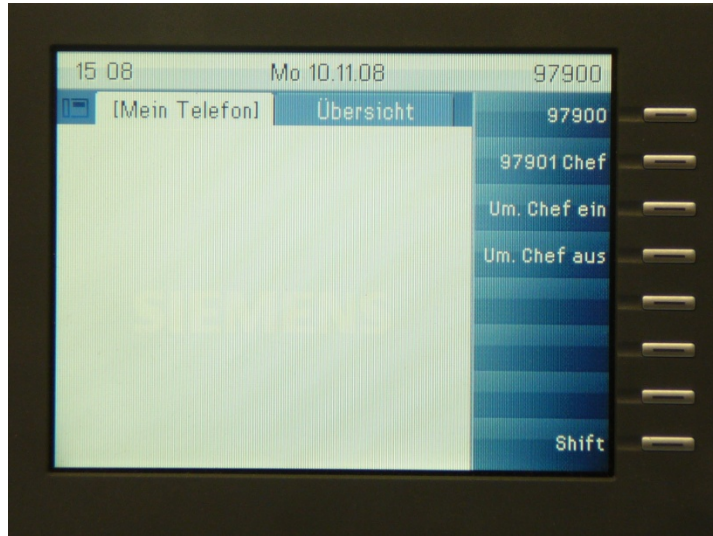 15 08 Mo 10.11.08 97900
[Mein Telefon] Übersicht
97900
97901 Chef
Um. Chef ein
Um. Chef aus
SIEMENS
Shift